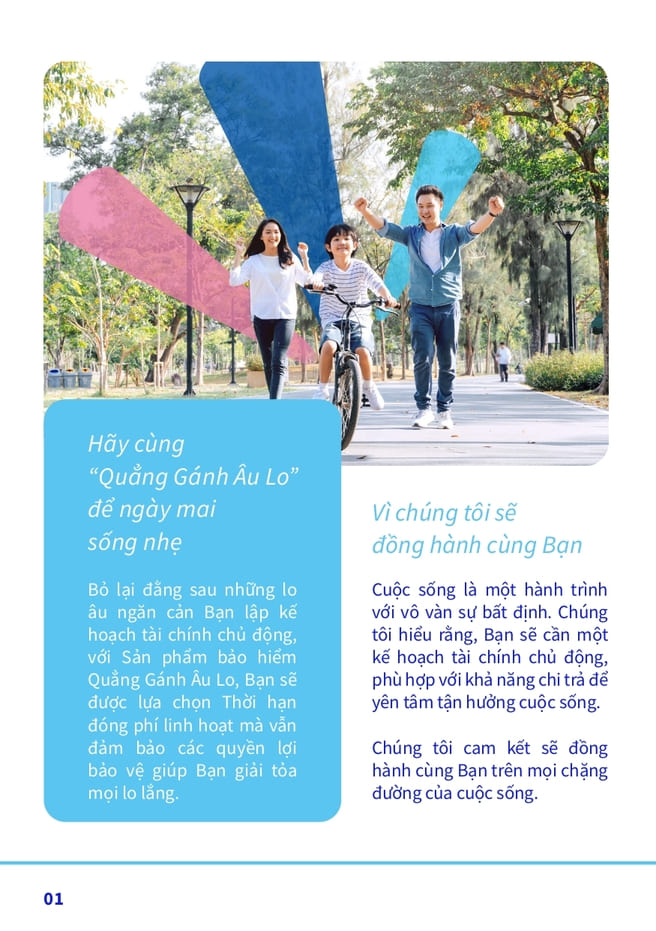 Hãy cùng
“Quẳng Gánh Âu Lo”
để ngày mai
sống nhẹ
Bỏ lại đằng sau những lo
âu ngăn cản Bạn lập kế
hoạch tài chính chủ động,
với Sản phẩm bảo hiểm
Quẳng Gánh Âu Lo, Bạn sẽ
được lựa chọn Thời hạn
đóng phí linh hoạt mà vẫn
đảm bảo các quyền lợi
bảo vệ giúp Bạn giải tỏa
mọi lo lắng.
Vì chúng tôi sẽ
đồng hành cùng Bạn
Cuộc sống là một hành trình
với vô vàn sự bất định. Chúng
tôi hiểu rằng, Bạn sẽ cần một
kế hoạch tài chính chủ động,
phù hợp với khả năng chi trả để
yên tâm tận hưởng cuộc sống.
Chúng tôi cam kết sẽ đồng
hành cùng Bạn trên mọi chặng
đường của cuộc sống.
01